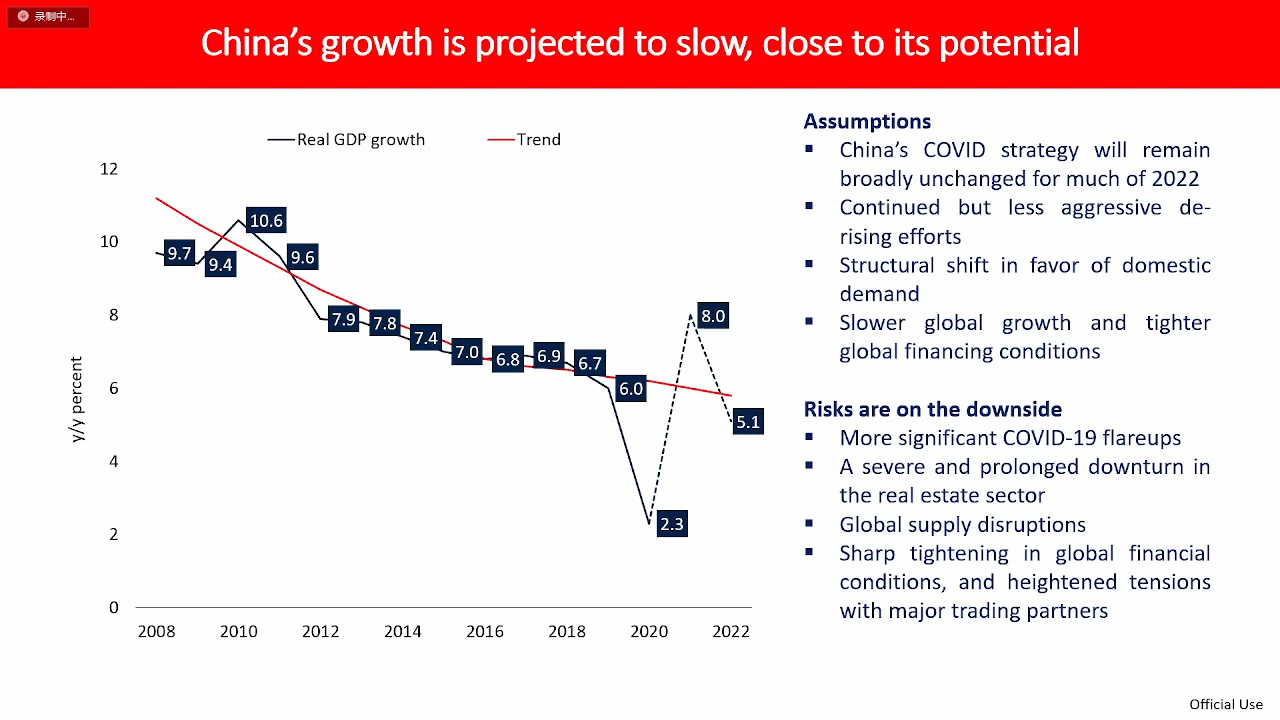 录制中...
China's growth is projected to slow, close to its potential
Real GDP growth
Trend
y/y percent
12
10
8
6
4
2
0
9.7
9.4
10.6
9.6
7.9
7.8
7.4
7.0
6.8
6.9
6.7
6.0
2.3
8.0
5.1
2008 2010 2012 2014 2016 2018 2020 2022
Assumptions
▪ China's COVID strategy will remain
broadly unchanged for much of 2022
▪ Continued but less aggressive de-
rising efforts
▪ Structural shift in favor of domestic
demand
▪ Slower global growth and tighter
global financing conditions
Risks are on the downside
▪ More significant COVID-19 flareups
▪ A severe and prolonged downturn in
the real estate sector
▪ Global supply disruptions
▪ Sharp tightening in global financial
conditions, and heightened tensions
with major trading partners
Official Use